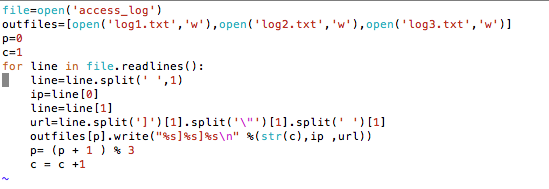 file=open('access_log')
outfiles=[open('log1.txt','w'),open('log2.txt','w'),open('log3.txt','w')]
p=0
c=1
for line in file.readlines():
    line=line.split(' ',1)
    ip=line[0]
    line=line[1]
    url=line.split(']')[1].split('\"')[1].split(' ')[1]
    outfiles[p].write("%s]%s]%s\n" %(str(c),ip ,url))
    p= (p + 1 ) % 3
    c = c +1
~